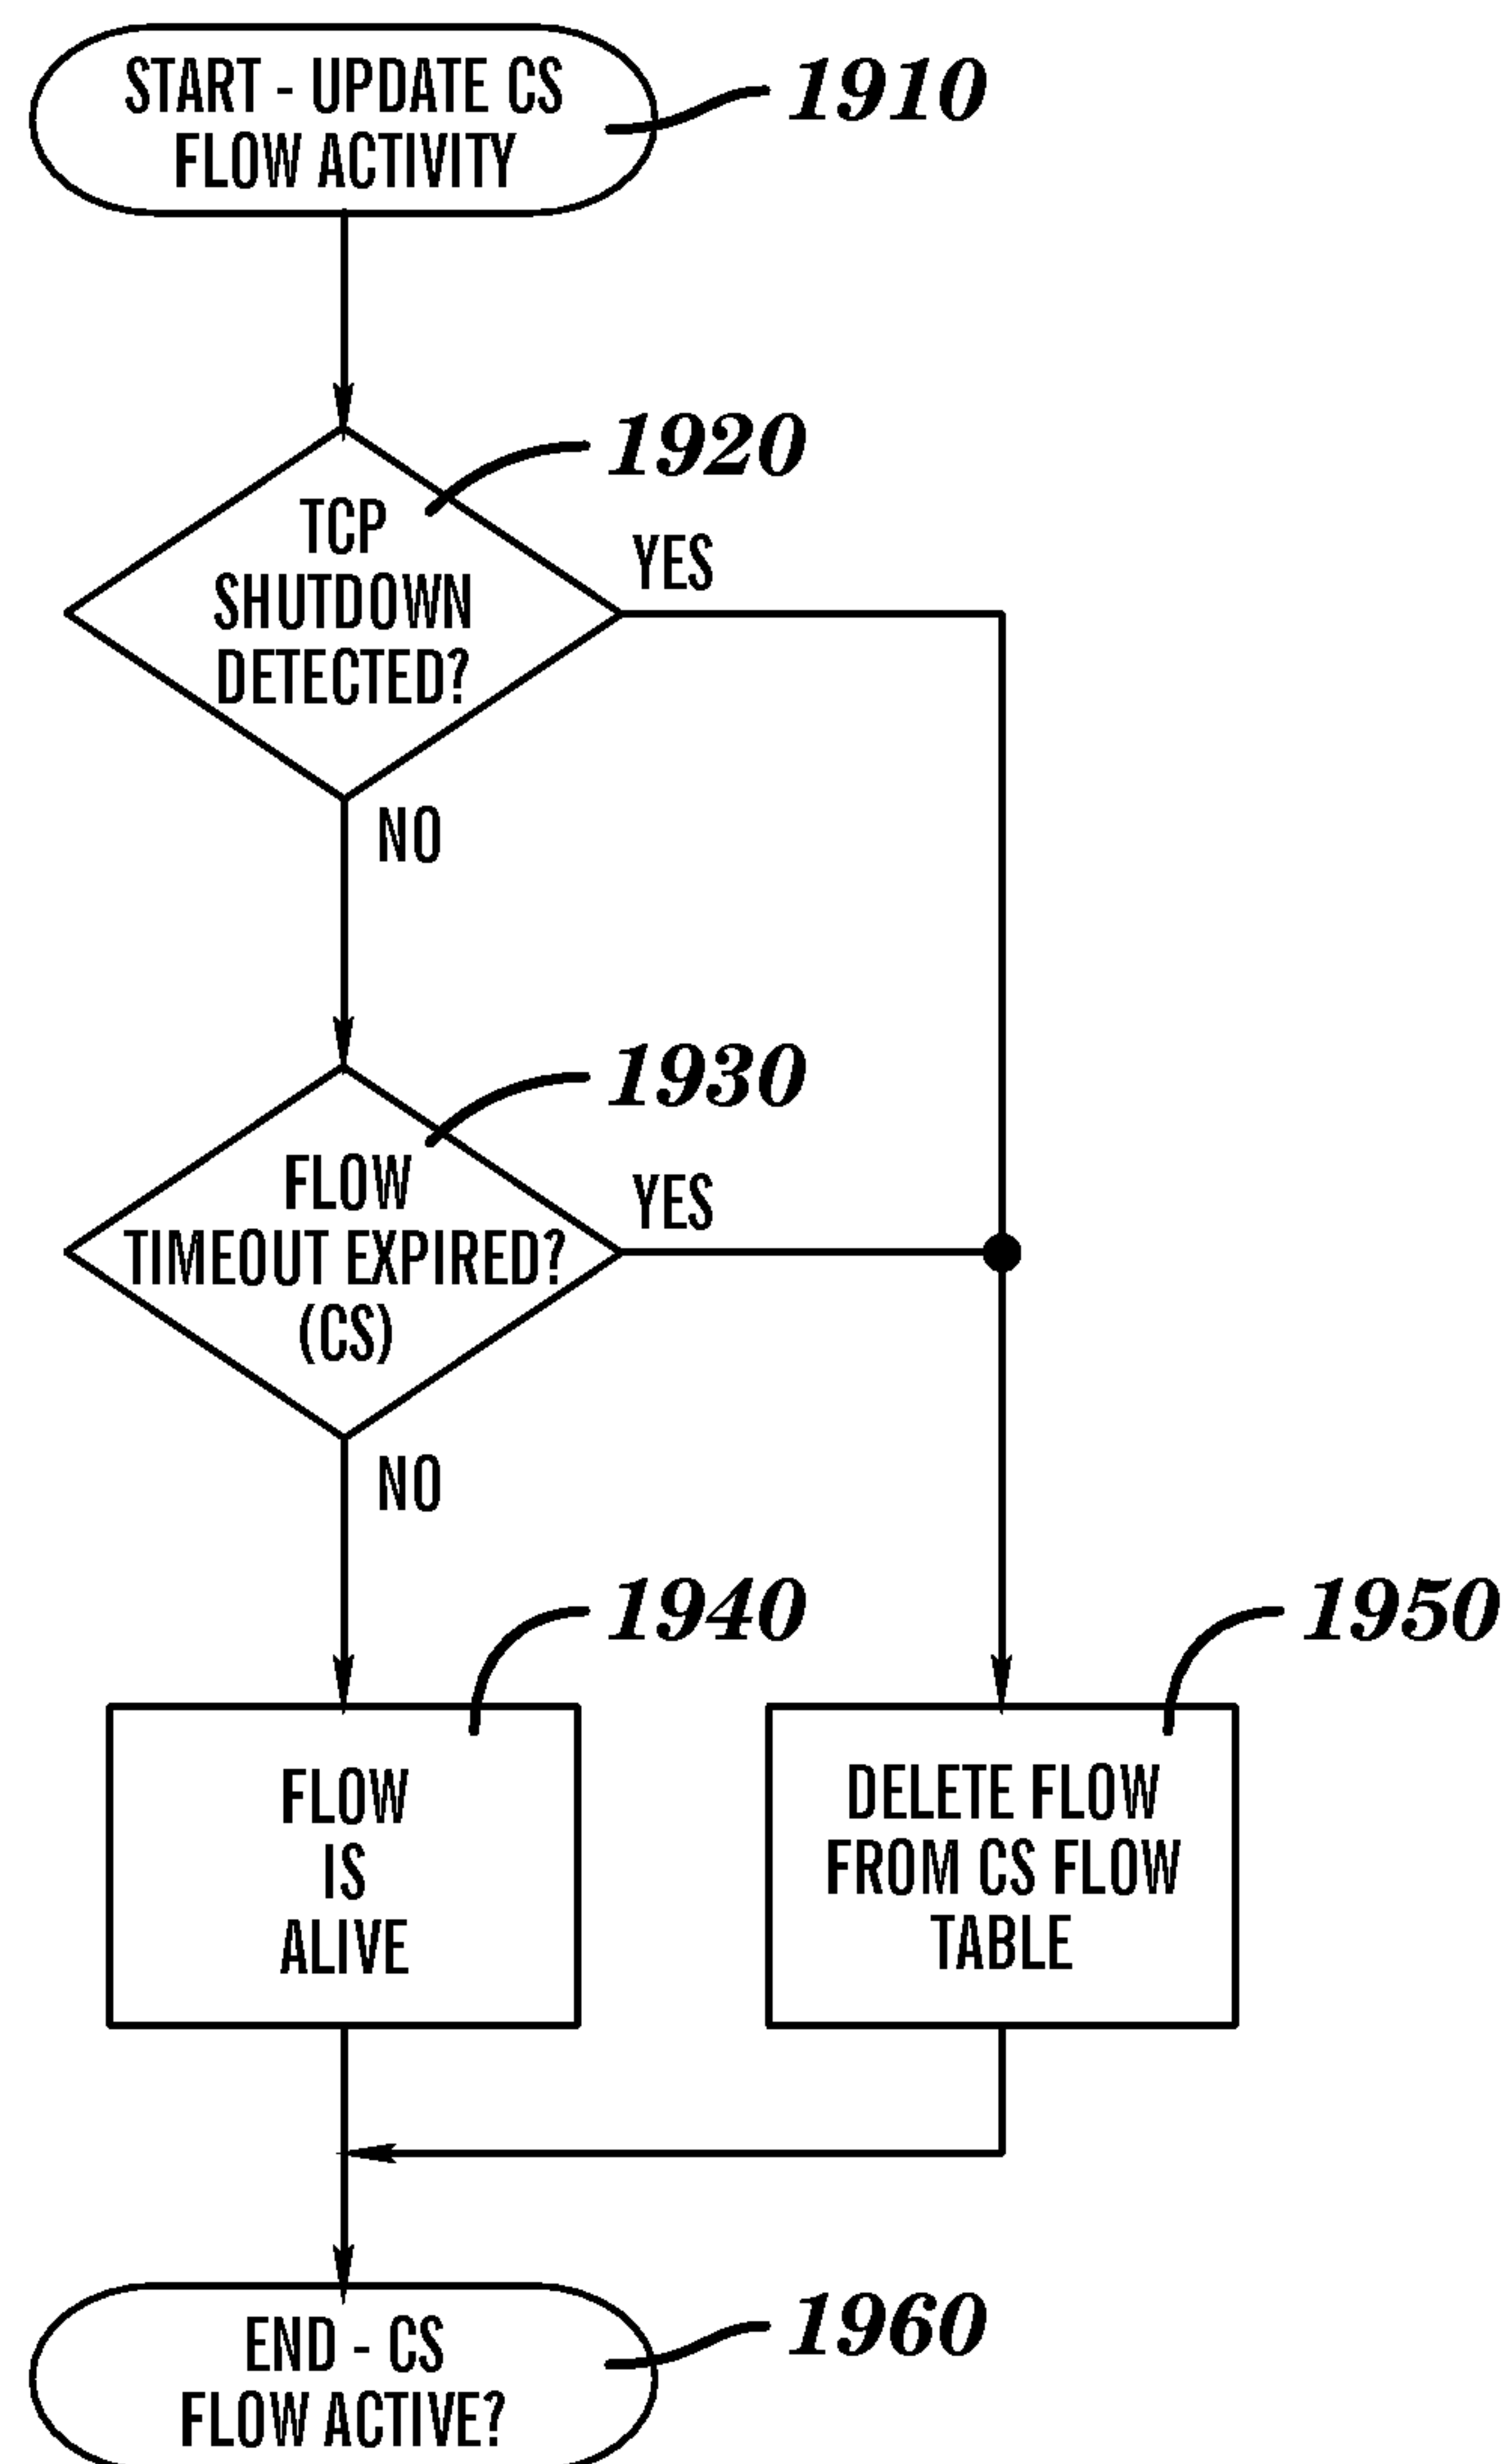 START - UPDATE CS
FLOW ACTIVITY
1910
1920
TCP
SHUTDOWN
DETECTED?
YES
NO
1930
FLOW
TIMEOUT EXPIRED?
(CS)
YES
NO
1940
1950
FLOW
IS
ALIVE
DELETE FLOW
FROM CS FLOW
TABLE
END - CS
FLOW ACTIVE?
1960